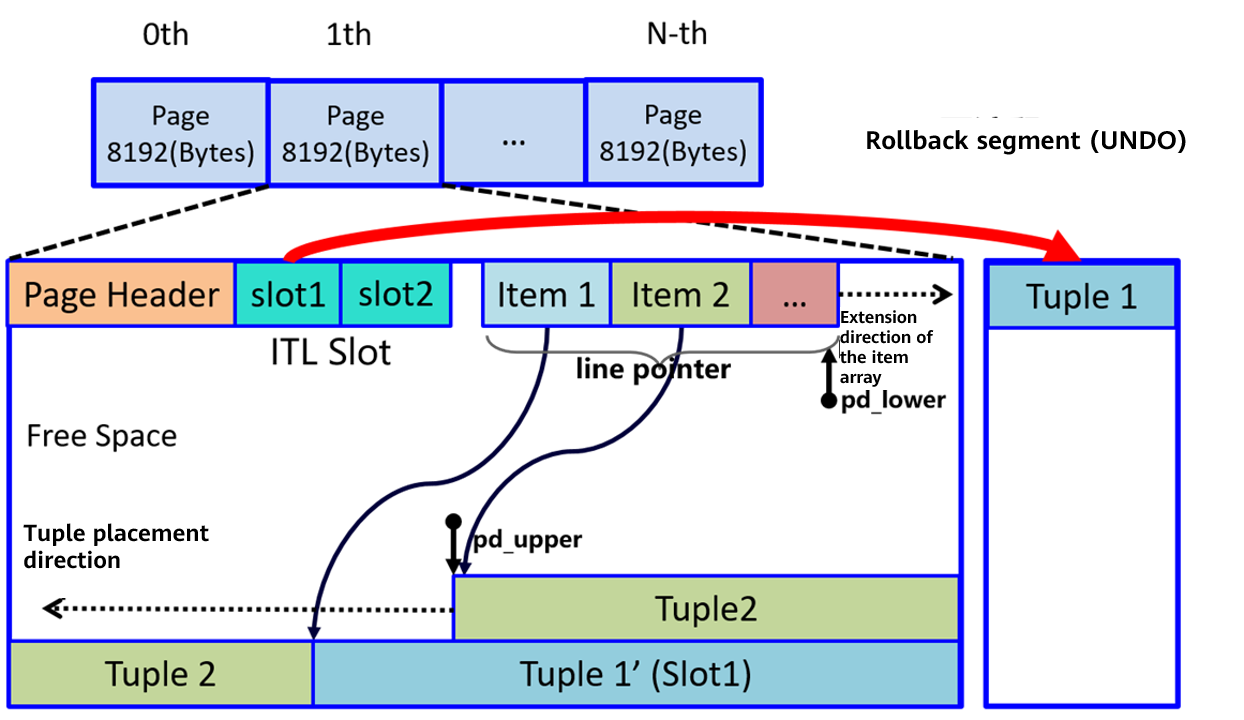 0th
1th
N-th
Page
8192(Bytes)
Page
8192(Bytes)
...
Page
8192(Bytes)
Rollback segment (UNDO)
Page Header
slot1
slot2
Item 1
Item 2
...
Tuple 1
ITL Slot
line pointer
Extension
direction of
the item
array
pd_lower
Free Space
Tuple placement
direction
pd_upper
Tuple2
Tuple 2
Tuple 1’ (Slot1)